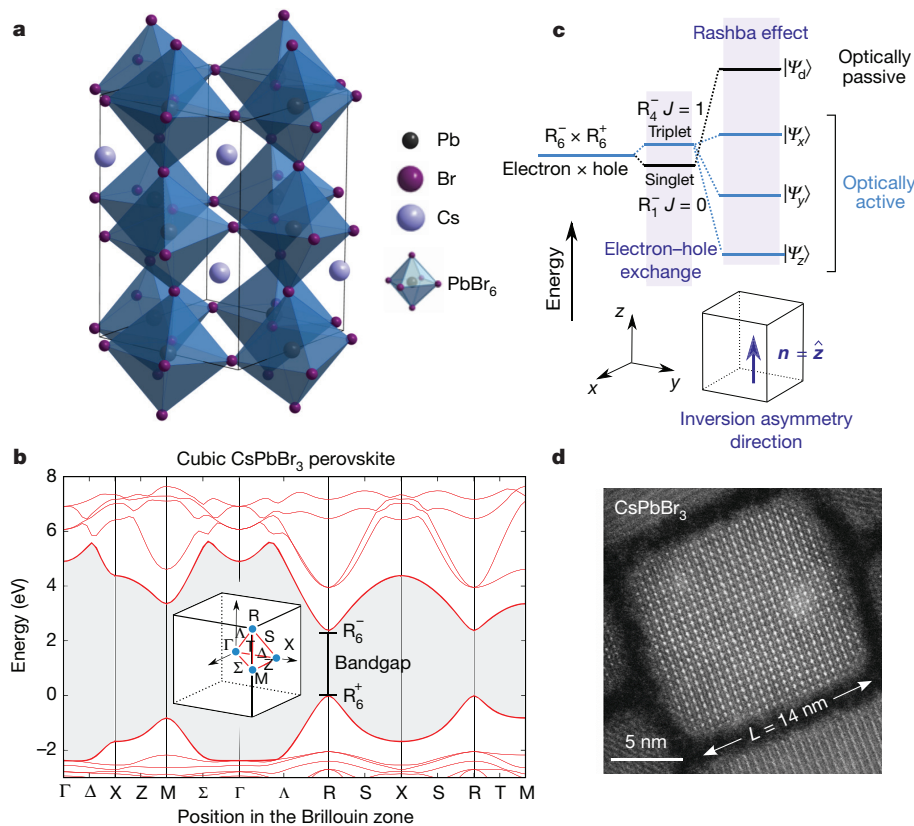 a
Pb
Br
Cs
PbBr₆
c
Rashba effect
Optically
passive
|Ψd⟩
R₄⁻ J = 1
Triplet
R₆⁻ × R₆⁺
Electron × hole
Singlet
R₁⁻ J = 0
|Ψx⟩
|Ψy⟩
|Ψz⟩
Optically
active
Electron–hole
exchange
Energy
z
x
y
n = ẑ
Inversion asymmetry
direction
b
Cubic CsPbBr₃ perovskite
Energy (eV)
8
6
4
2
0
−2
R
Λ
T
S
X
Γ
Δ
Σ
Z
M
R₆⁻
Bandgap
R₆⁺
Γ Δ X Z M Σ Γ Λ R S X S R T M
Position in the Brillouin zone
d
CsPbBr₃
5 nm
L = 14 nm